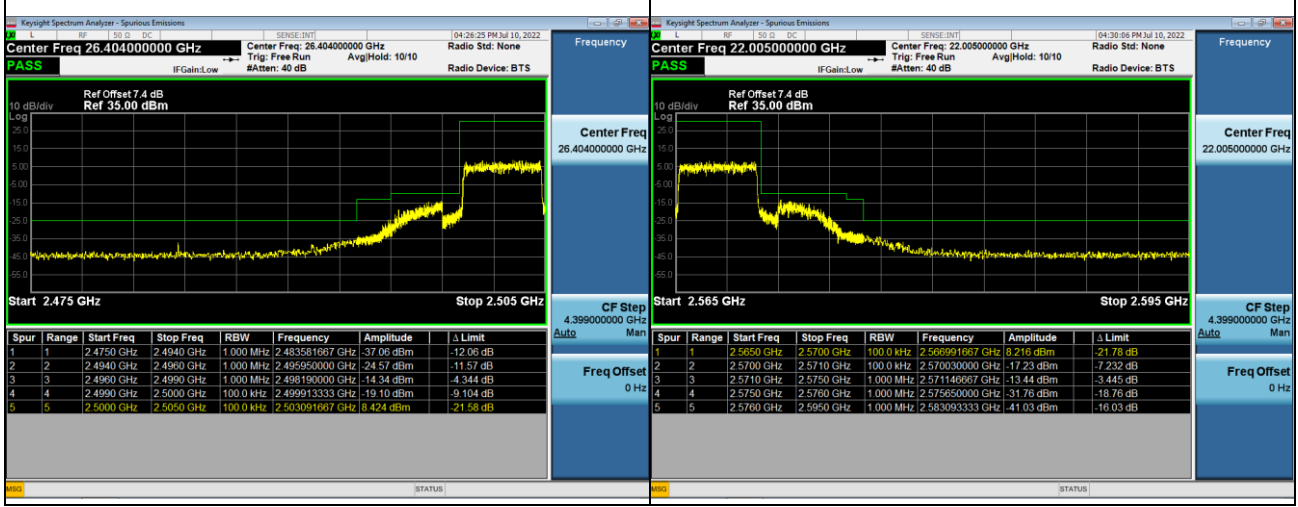 Keysight Spectrum Analyzer - Spurious Emissions
L RF 50 Ω DC SENSE:INT 04:26:25 PM Jul 10, 2022
Center Freq 26.404000000 GHz
Center Freq: 26.404000000 GHz
Radio Std: None
Trig: Free Run Avg|Hold: 10/10
PASS
IFGain:Low
#Atten: 40 dB
Radio Device: BTS
Ref Offset 7.4 dB
10 dB/div Ref 35.00 dBm
Log
25.0
15.0
5.00
-5.00
-15.0
-25.0
-35.0
-45.0
-55.0
Start 2.475 GHz Stop 2.505 GHz
Spur Range Start Freq Stop Freq RBW Frequency Amplitude Δ Limit
1 1 2.4750 GHz 2.4940 GHz 1.000 MHz 2.483581667 GHz -37.06 dBm -12.06 dB
2 2 2.4940 GHz 2.4960 GHz 1.000 MHz 2.495950000 GHz -24.57 dBm -11.57 dB
3 3 2.4960 GHz 2.4990 GHz 1.000 MHz 2.498190000 GHz -14.34 dBm -4.344 dB
4 4 2.4990 GHz 2.5000 GHz 100.0 kHz 2.499913333 GHz -19.10 dBm -9.104 dB
5 5 2.5000 GHz 2.5050 GHz 100.0 kHz 2.503091667 GHz 8.424 dBm -21.58 dB
Frequency
Center Freq
26.404000000 GHz
CF Step
4.399000000 GHz
Auto Man
Freq Offset
0 Hz
MSG STATUS
Keysight Spectrum Analyzer - Spurious Emissions
L RF 50 Ω DC SENSE:INT 04:30:06 PM Jul 10, 2022
Center Freq 22.005000000 GHz
Center Freq: 22.005000000 GHz
Radio Std: None
Trig: Free Run Avg|Hold: 10/10
PASS
IFGain:Low
#Atten: 40 dB
Radio Device: BTS
Ref Offset 7.4 dB
10 dB/div Ref 35.00 dBm
Log
25.0
15.0
5.00
-5.00
-15.0
-25.0
-35.0
-45.0
-55.0
Start 2.565 GHz Stop 2.595 GHz
Spur Range Start Freq Stop Freq RBW Frequency Amplitude Δ Limit
1 1 2.5650 GHz 2.5700 GHz 100.0 kHz 2.566991667 GHz 8.216 dBm -21.78 dB
2 2 2.5700 GHz 2.5710 GHz 100.0 kHz 2.570030000 GHz -17.23 dBm -7.232 dB
3 3 2.5710 GHz 2.5750 GHz 1.000 MHz 2.571146667 GHz -13.44 dBm -3.445 dB
4 4 2.5750 GHz 2.5760 GHz 1.000 MHz 2.575650000 GHz -31.76 dBm -18.76 dB
5 5 2.5760 GHz 2.5950 GHz 1.000 MHz 2.583093333 GHz -41.03 dBm -16.03 dB
Frequency
Center Freq
22.005000000 GHz
CF Step
4.399000000 GHz
Auto Man
Freq Offset
0 Hz
MSG STATUS